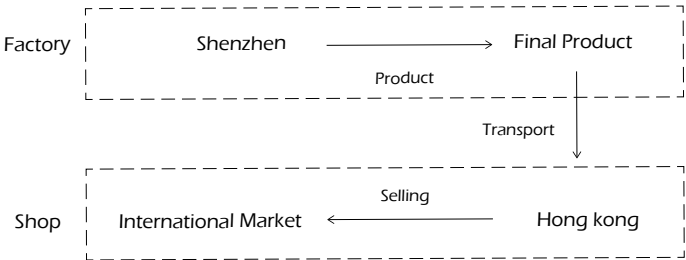 Factory
Shenzhen
Final Product
Product
Transport
Selling
Shop
International Market
Hong kong